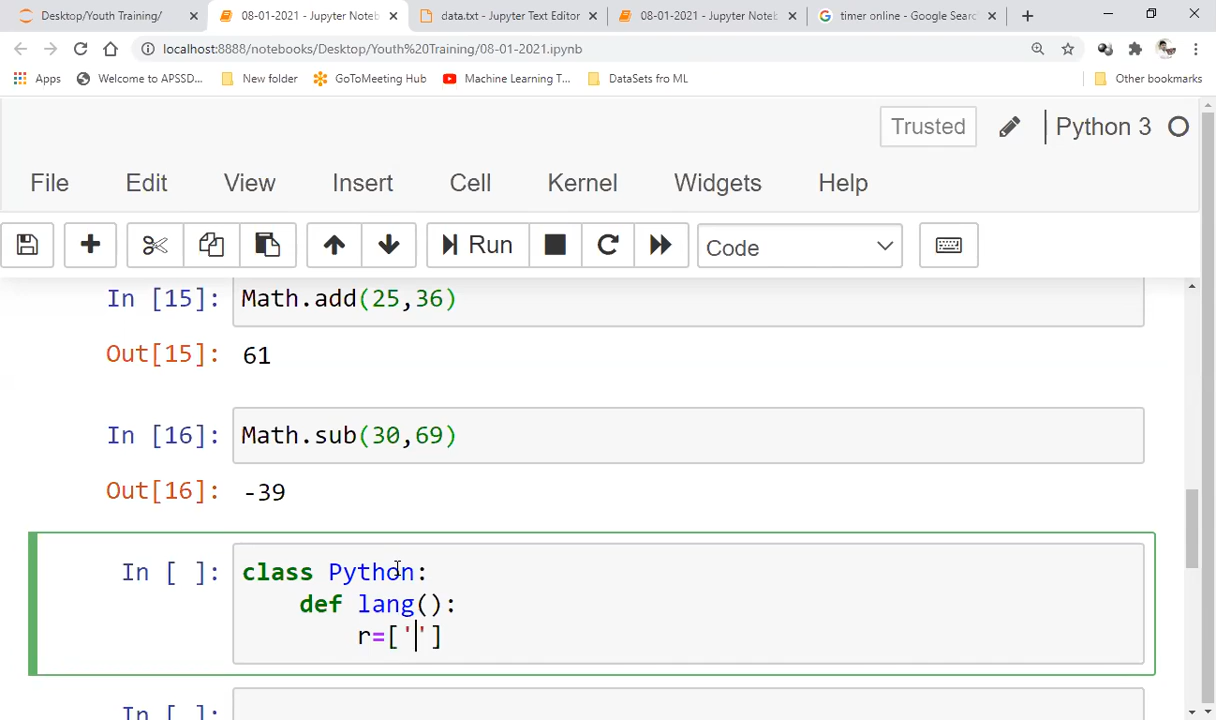 Desktop/Youth Training/
08-01-2021 - Jupyter Noteb
data.txt - Jupyter Text Editor
08-01-2021 - Jupyter Noteb
timer online - Google Searc
localhost:8888/notebooks/Desktop/Youth%20Training/08-01-2021.ipynb
Apps
Welcome to APSSD...
New folder
GoToMeeting Hub
Machine Learning T...
DataSets fro ML
Other bookmarks
Trusted
Python 3
File Edit View Insert Cell Kernel Widgets Help
Run
Code
In [15]: Math.add(25,36)
Out[15]: 61
In [16]: Math.sub(30,69)
Out[16]: -39
In [ ]: class Python:
def lang():
r=['']
In [ ]: